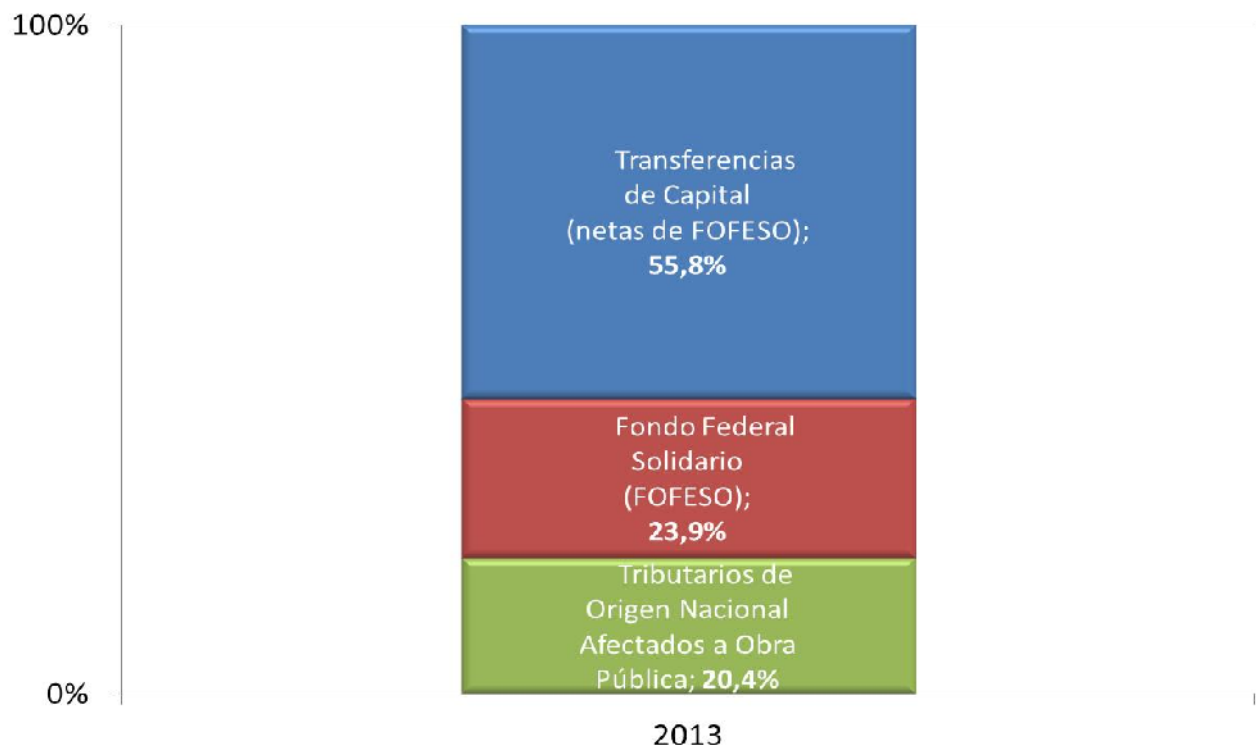 100%
Transferencias
de Capital
(netas de FOFESO);
55,8%
Fondo Federal
Solidario
(FOFESO);
23,9%
Tributarios de
Origen Nacional
Afectados a Obra
Pública; 20,4%
0%
2013